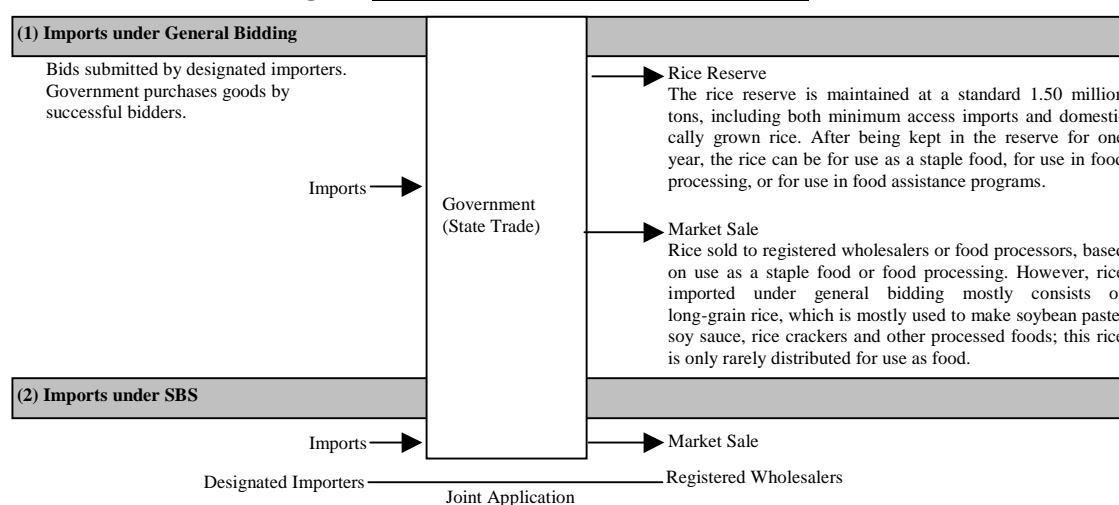 (1) Imports under General Bidding
Bids submitted by designated importers.
Government purchases goods by
successful bidders.
Imports
Government
(State Trade)
Rice Reserve
The rice reserve is maintained at a standard 1.50 million
tons, including both minimum access imports and domesti-
cally grown rice. After being kept in the reserve for one
year, the rice can be for use as a staple food, for use in food
processing, or for use in food assistance programs.
Market Sale
Rice sold to registered wholesalers or food processors, based
on use as a staple food or food processing. However, rice
imported under general bidding mostly consists o
long-grain rice, which is mostly used to make soybean paste
soy sauce, rice crackers and other processed foods; this rice
is only rarely distributed for use as food.
(2) Imports under SBS
Imports
Market Sale
Designated Importers
Registered Wholesalers
Joint Application